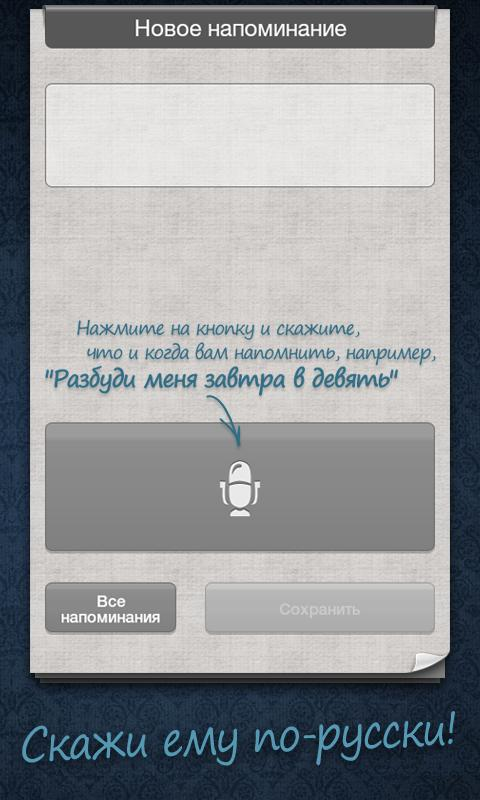 Новое напоминание
Нажмите на кнопку и скажите,
что и когда вам напомнить, например,
"Разбуди меня завтра в девять"
Все
напоминания
Сохранить
Скажи ему по-русски!